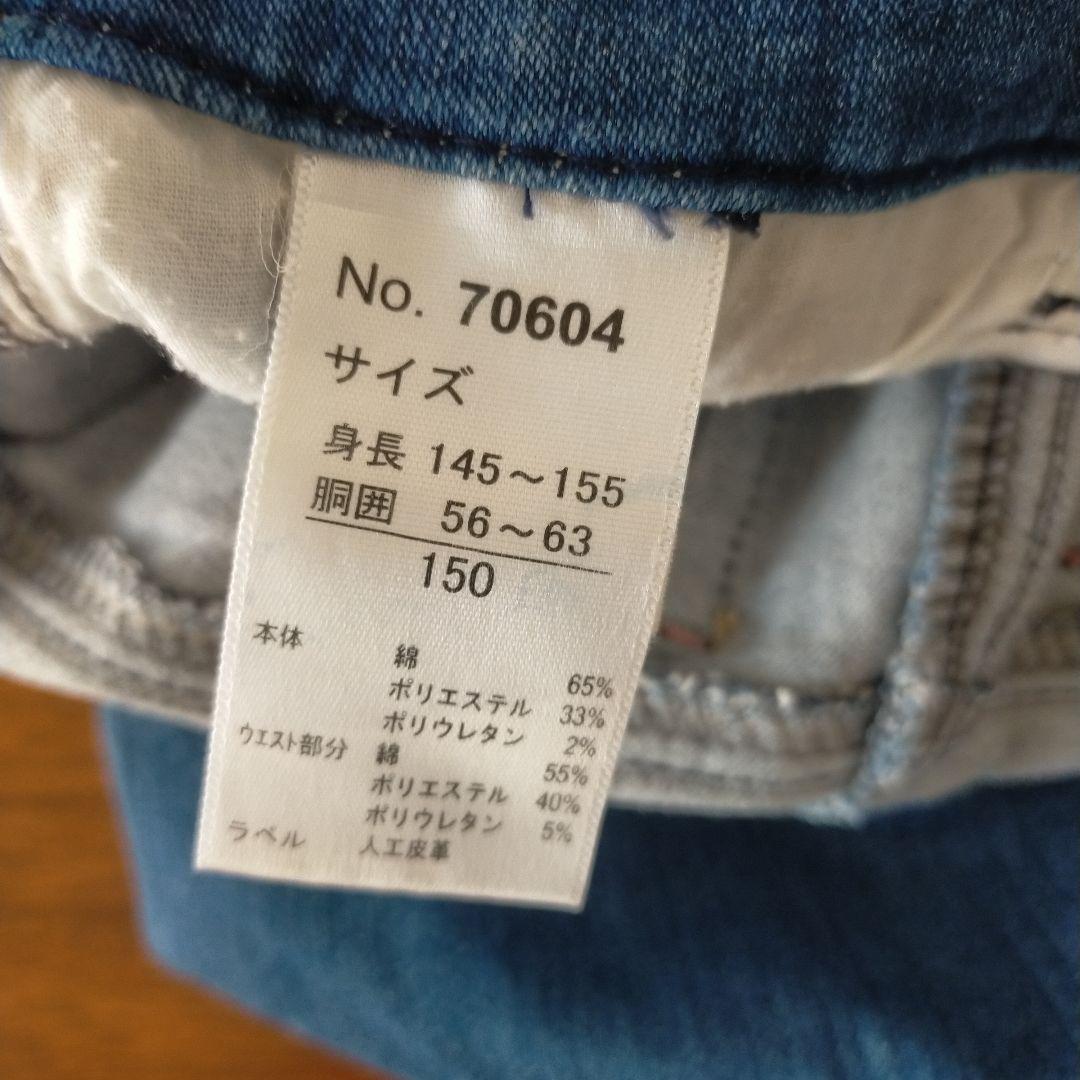 No. 70604
サイズ
身長 145～155
胴囲 56～63
150
本体 綿 65%
ポリエステル 33%
ポリウレタン 2%
ウエスト部分 綿 55%
ポリエステル 40%
ポリウレタン 5%
ラベル 人工皮革